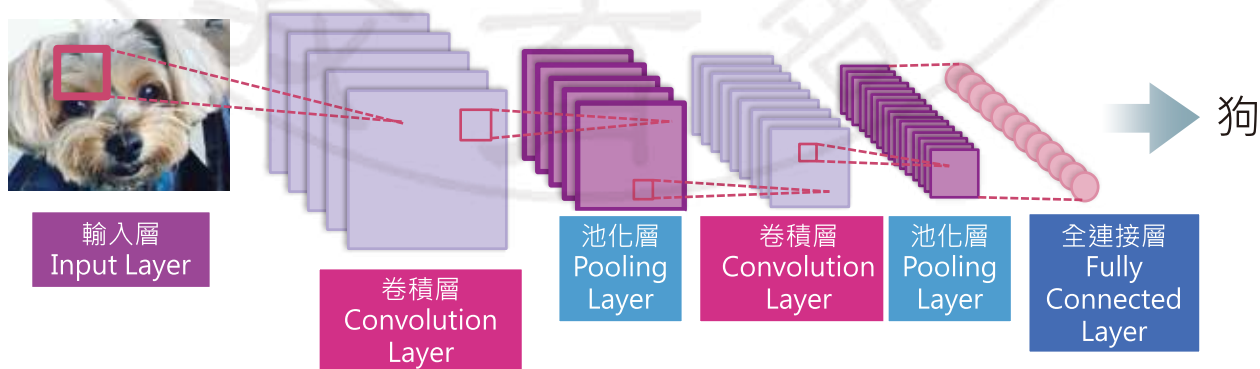 狗
輸入層
Input Layer
卷積層
Convolution
Layer
池化層
Pooling
Layer
卷積層
Convolution
Layer
池化層
Pooling
Layer
全連接層
Fully
Connected
Layer